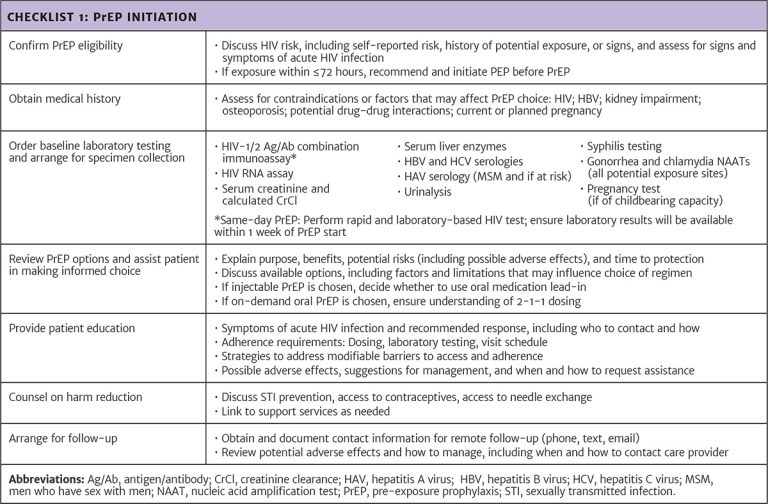 CHECKLIST 1: PrEP INITIATION
Confirm PrEP eligibility
• Discuss HIV risk, including self-reported risk, history of potential exposure, or signs, and assess for signs and
symptoms of acute HIV infection
• If exposure within ≤72 hours, recommend and initiate PEP before PrEP
Obtain medical history
• Assess for contraindications or factors that may affect PrEP choice: HIV; HBV; kidney impairment;
osteoporosis; potential drug-drug interactions; current or planned pregnancy
Order baseline laboratory testing
and arrange for specimen collection
• HIV-1/2 Ag/Ab combination
immunoassay*
• HIV RNA assay
• Serum creatinine and
calculated CrCl
• Serum liver enzymes
• HBV and HCV serologies
• HAV serology (MSM and if at risk)
• Urinalysis
• Syphilis testing
• Gonorrhea and chlamydia NAATs
(all potential exposure sites)
• Pregnancy test
(if of childbearing capacity)
*Same-day PrEP: Perform rapid and laboratory-based HIV test; ensure laboratory results will be available
within 1 week of PrEP start
Review PrEP options and assist patient
in making informed choice
• Explain purpose, benefits, potential risks (including possible adverse effects), and time to protection
• Discuss available options, including factors and limitations that may influence choice of regimen
• If injectable PrEP is chosen, decide whether to use oral medication lead-in
• If on-demand oral PrEP is chosen, ensure understanding of 2-1-1 dosing
Provide patient education
• Symptoms of acute HIV infection and recommended response, including who to contact and how
• Adherence requirements: Dosing, laboratory testing, visit schedule
• Strategies to address modifiable barriers to access and adherence
• Possible adverse effects, suggestions for management, and when and how to request assistance
Counsel on harm reduction
• Discuss STI prevention, access to contraceptives, access to needle exchange
• Link to support services as needed
Arrange for follow-up
• Obtain and document contact information for remote follow-up (phone, text, email)
• Review potential adverse effects and how to manage, including when and how to contact care provider
Abbreviations: Ag/Ab, antigen/antibody; CrCl, creatinine clearance; HAV, hepatitis A virus; HBV, hepatitis B virus; HCV, hepatitis C virus; MSM,
men who have sex with men; NAAT, nucleic acid amplification test; PrEP, pre-exposure prophylaxis; STI, sexually transmitted infection.